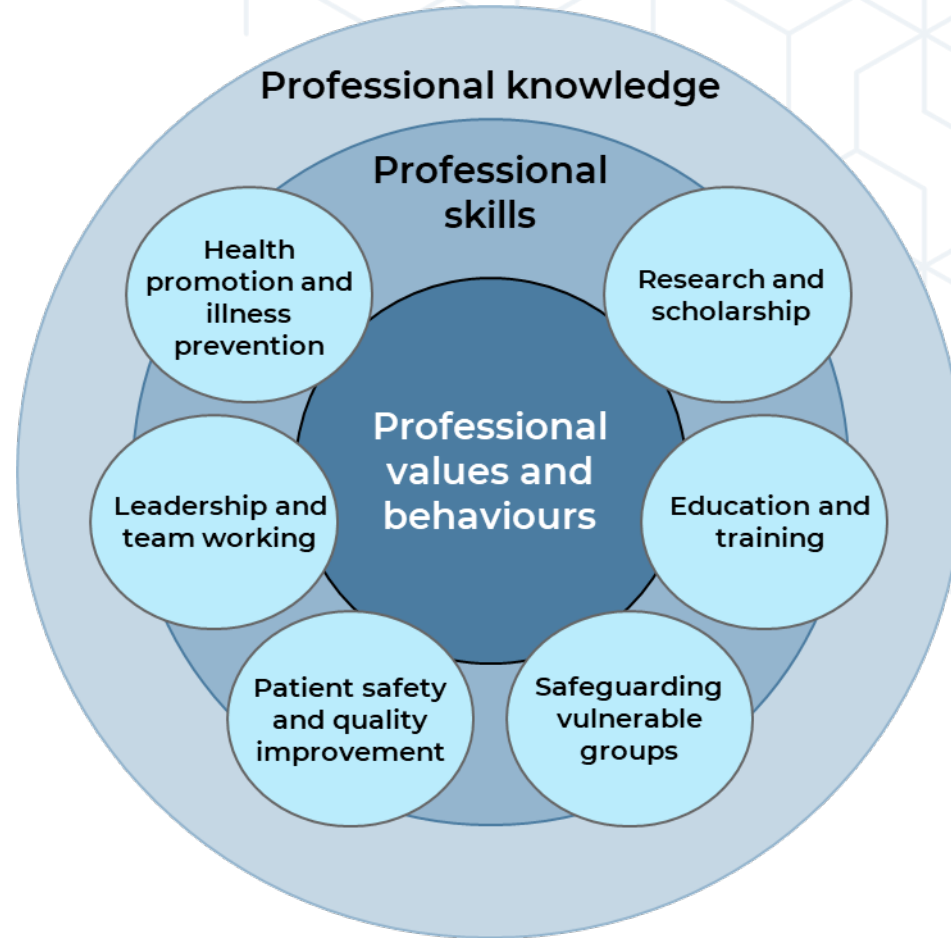 Professional knowledge
Professional
skills
Health
promotion and
illness
prevention
Research and
scholarship
Professional
values and
behaviours
Leadership and
team working
Education and
training
Patient safety
and quality
improvement
Safeguarding
vulnerable
groups